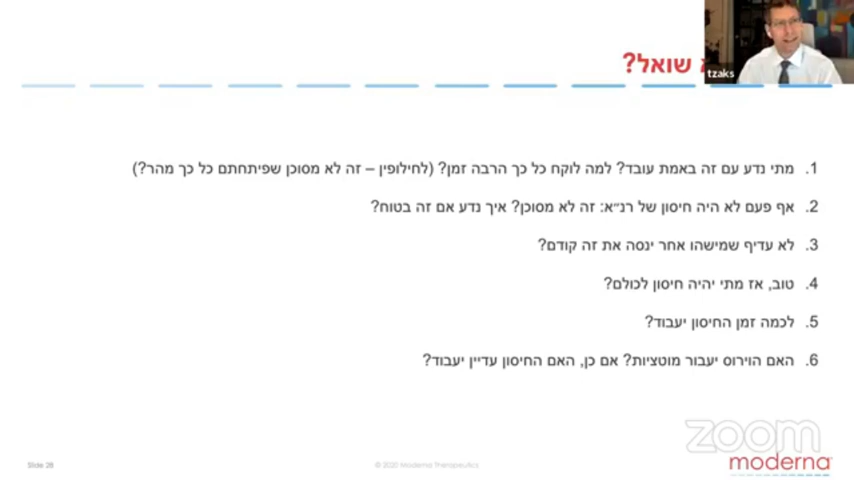 שואל?
tzaks
1. מתי נדע עם זה באמת עובד? למה לוקח כל כך הרבה זמן? (לחילופין – זה לא מסוכן שפיתחתם כל כך מהר?)
2. אף פעם לא היה חיסון של רנ״א: זה לא מסוכן? איך נדע אם זה בטוח?
3. לא עדיף שמישהו אחר ינסה את זה קודם?
4. טוב, אז מתי יהיה חיסון לכולם?
5. לכמה זמן החיסון יעבוד?
6. האם הוירוס יעבור מוטציות? אם כן, האם החיסון עדיין יעבוד?
zoom
Slide 28
© 2020 Moderna Therapeutics
moderna